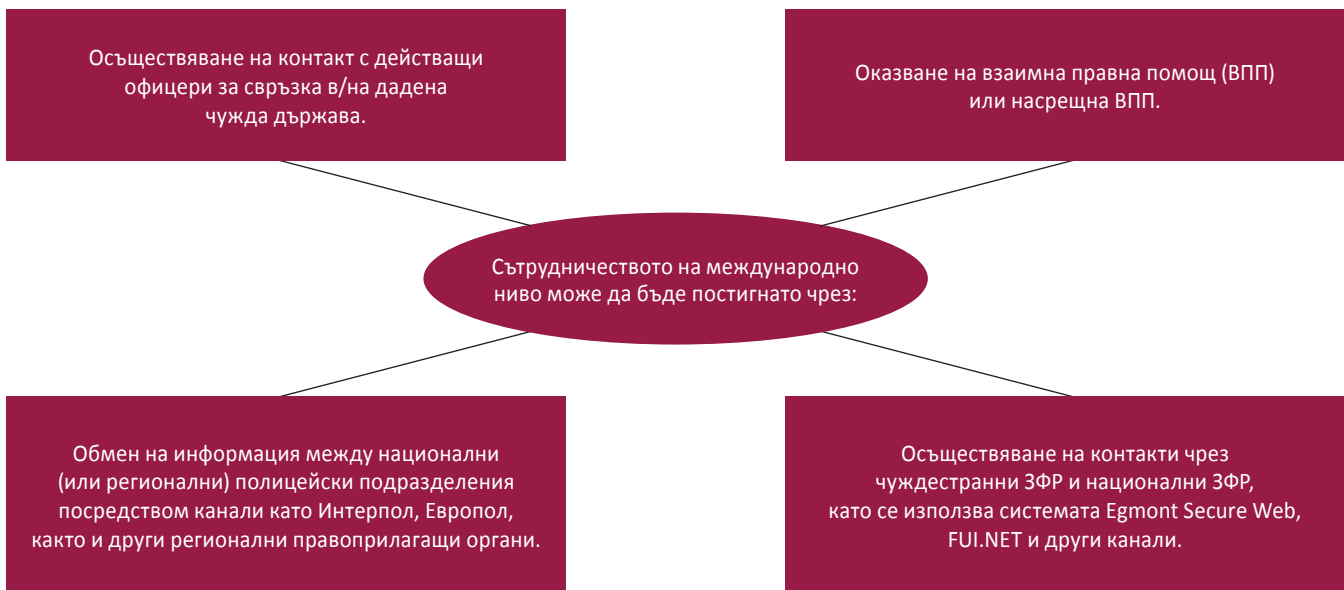 Осъществяване на контакт с действащи
офицери за свръзка в/на дадена
чужда държава.
Оказване на взаимна правна помощ (ВПП)
или насрещна ВПП.
Сътрудничеството на международно
ниво може да бъде постигнато чрез:
Обмен на информация между национални
(или регионални) полицейски подразделения
посредством канали като Интерпол, Европол,
както и други регионални правоприлагащи органи.
Осъществяване на контакти чрез
чуждестранни ЗФР и национални ЗФР,
като се използва системата Egmont Secure Web,
FUI.NET и други канали.